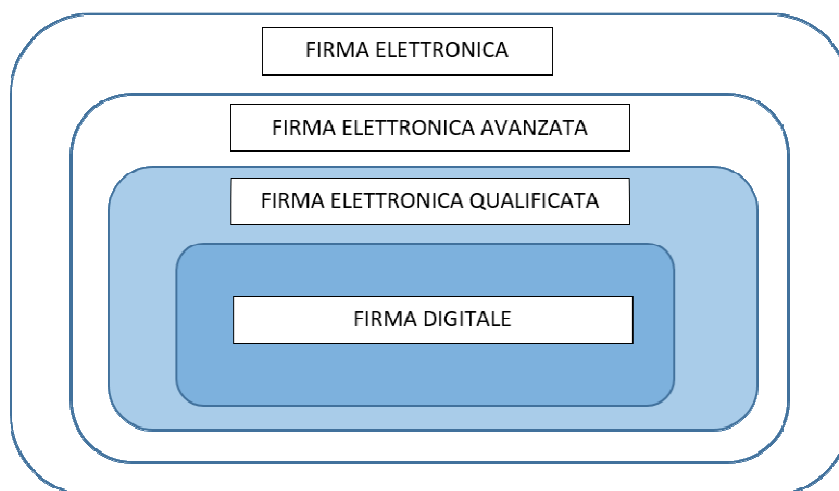 FIRMA ELETTRONICA
FIRMA ELETTRONICA AVANZATA
FIRMA ELETTRONICA QUALIFICATA
FIRMA DIGITALE